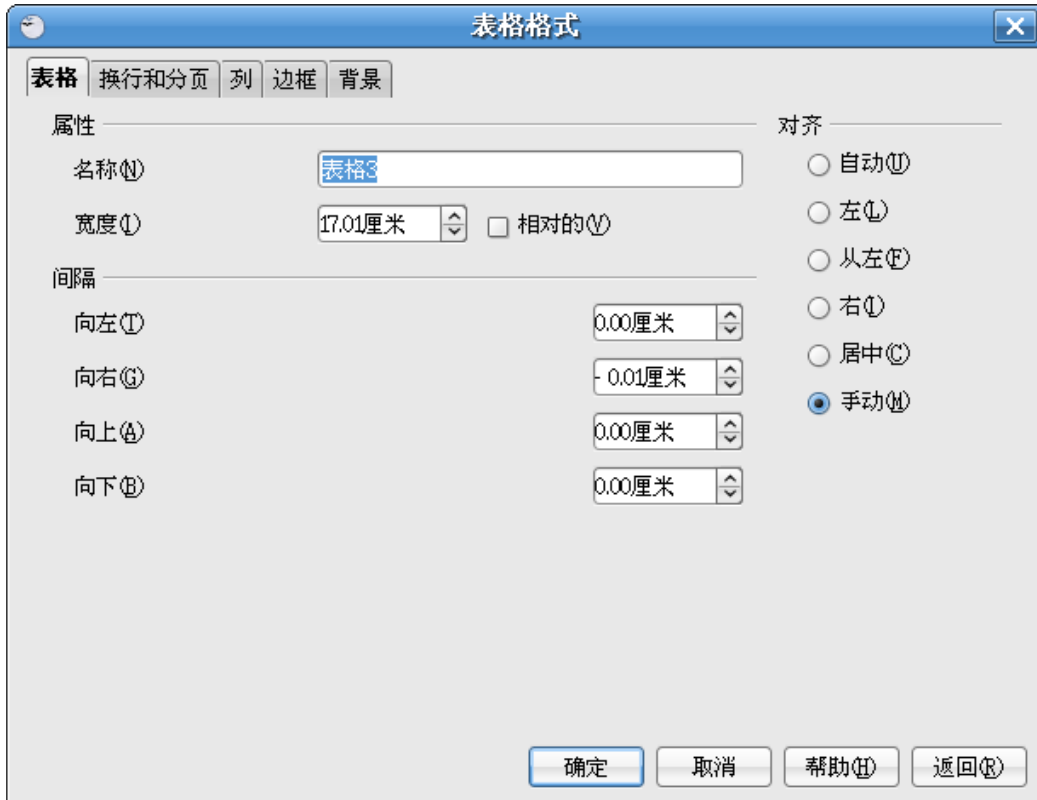 表格格式
表格 换行和分页 列 边框 背景
属性
名称(N) 表格3
宽度(I) 17.01厘米 相对的(V)
间隔
向左(T) 0.00厘米
向右(G) - 0.01厘米
向上(A) 0.00厘米
向下(B) 0.00厘米
对齐
自动(U)
左(L)
从左(F)
右(I)
居中(C)
手动(M)
确定 取消 帮助(H) 返回(R)